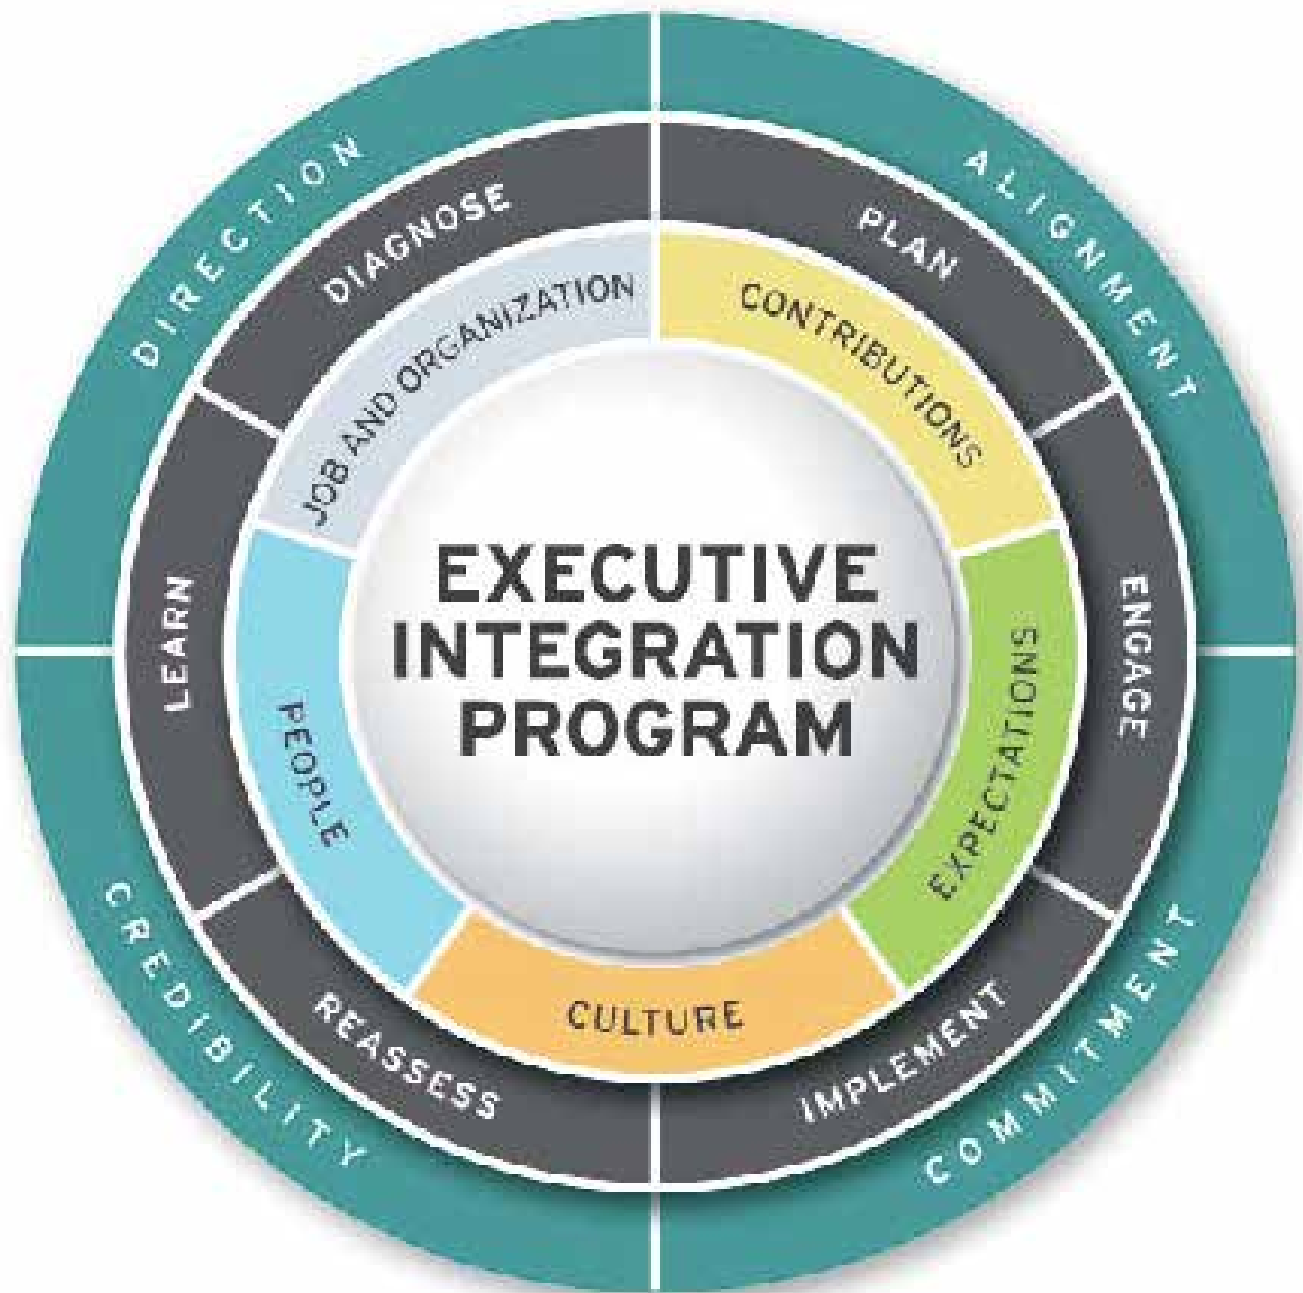 DIRECTION
ALIGNMENT
COMMITMENT
CREDIBILITY
DIAGNOSE
PLAN
ENGAGE
IMPLEMENT
REASSESS
LEARN
JOB AND ORGANIZATION
CONTRIBUTIONS
EXPECTATIONS
CULTURE
PEOPLE
EXECUTIVE
INTEGRATION
PROGRAM